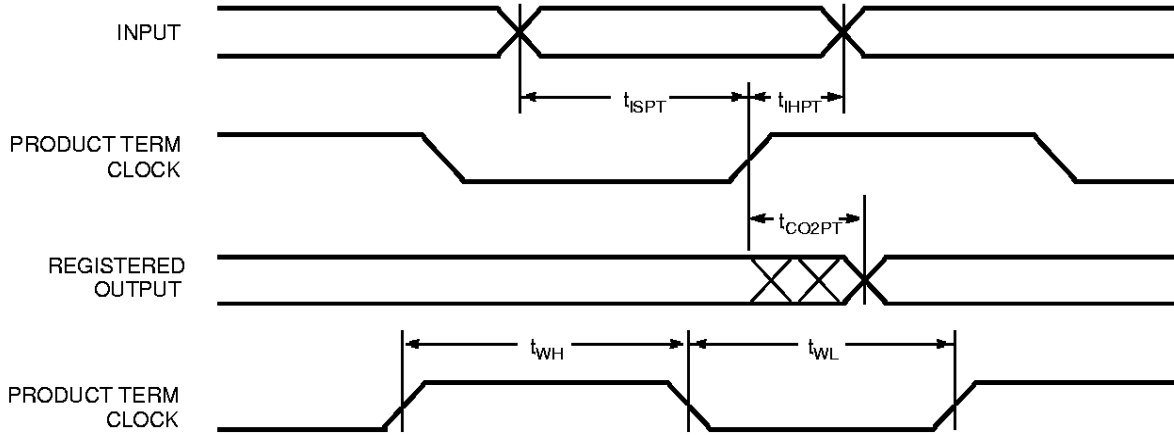 INPUT
tISPT
tIHPT
PRODUCT TERM
CLOCK
tCO2PT
REGISTERED
OUTPUT
tWH
tWL
PRODUCT TERM
CLOCK